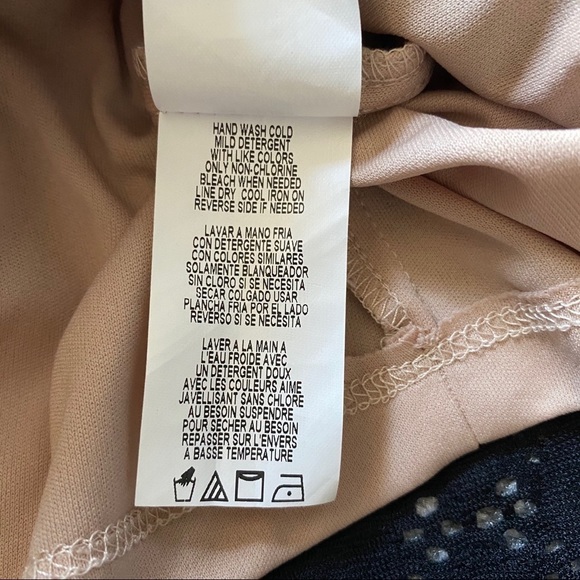 HAND WASH COLD
MILD DETERGENT
WITH LIKE COLORS
ONLY NON-CHLORINE
BLEACH WHEN NEEDED
LINE DRY COOL IRON ON
REVERSE SIDE IF NEEDED
LAVAR A MANO FRIA
CON DETERGENTE SUAVE
CON COLORES SIMILARES
SOLAMENTE BLANQUEADOR
SIN CLORO SI SE NECESITA
SECAR COLGADO USAR
PLANCHA FRIA POR EL LADO
REVERSO SI SE NECESITA
LAVER A LA MAIN A
L'EAU FROIDE AVEC
UN DETERGENT DOUX
AVEC LES COULEURS AIME
JAVELLISANT SANS CHLORE
AU BESOIN SUSPENDRE
POUR SÉCHER AU BESOIN
REPASSER SUR L'ENVERS
A BASSE TEMPERATURE